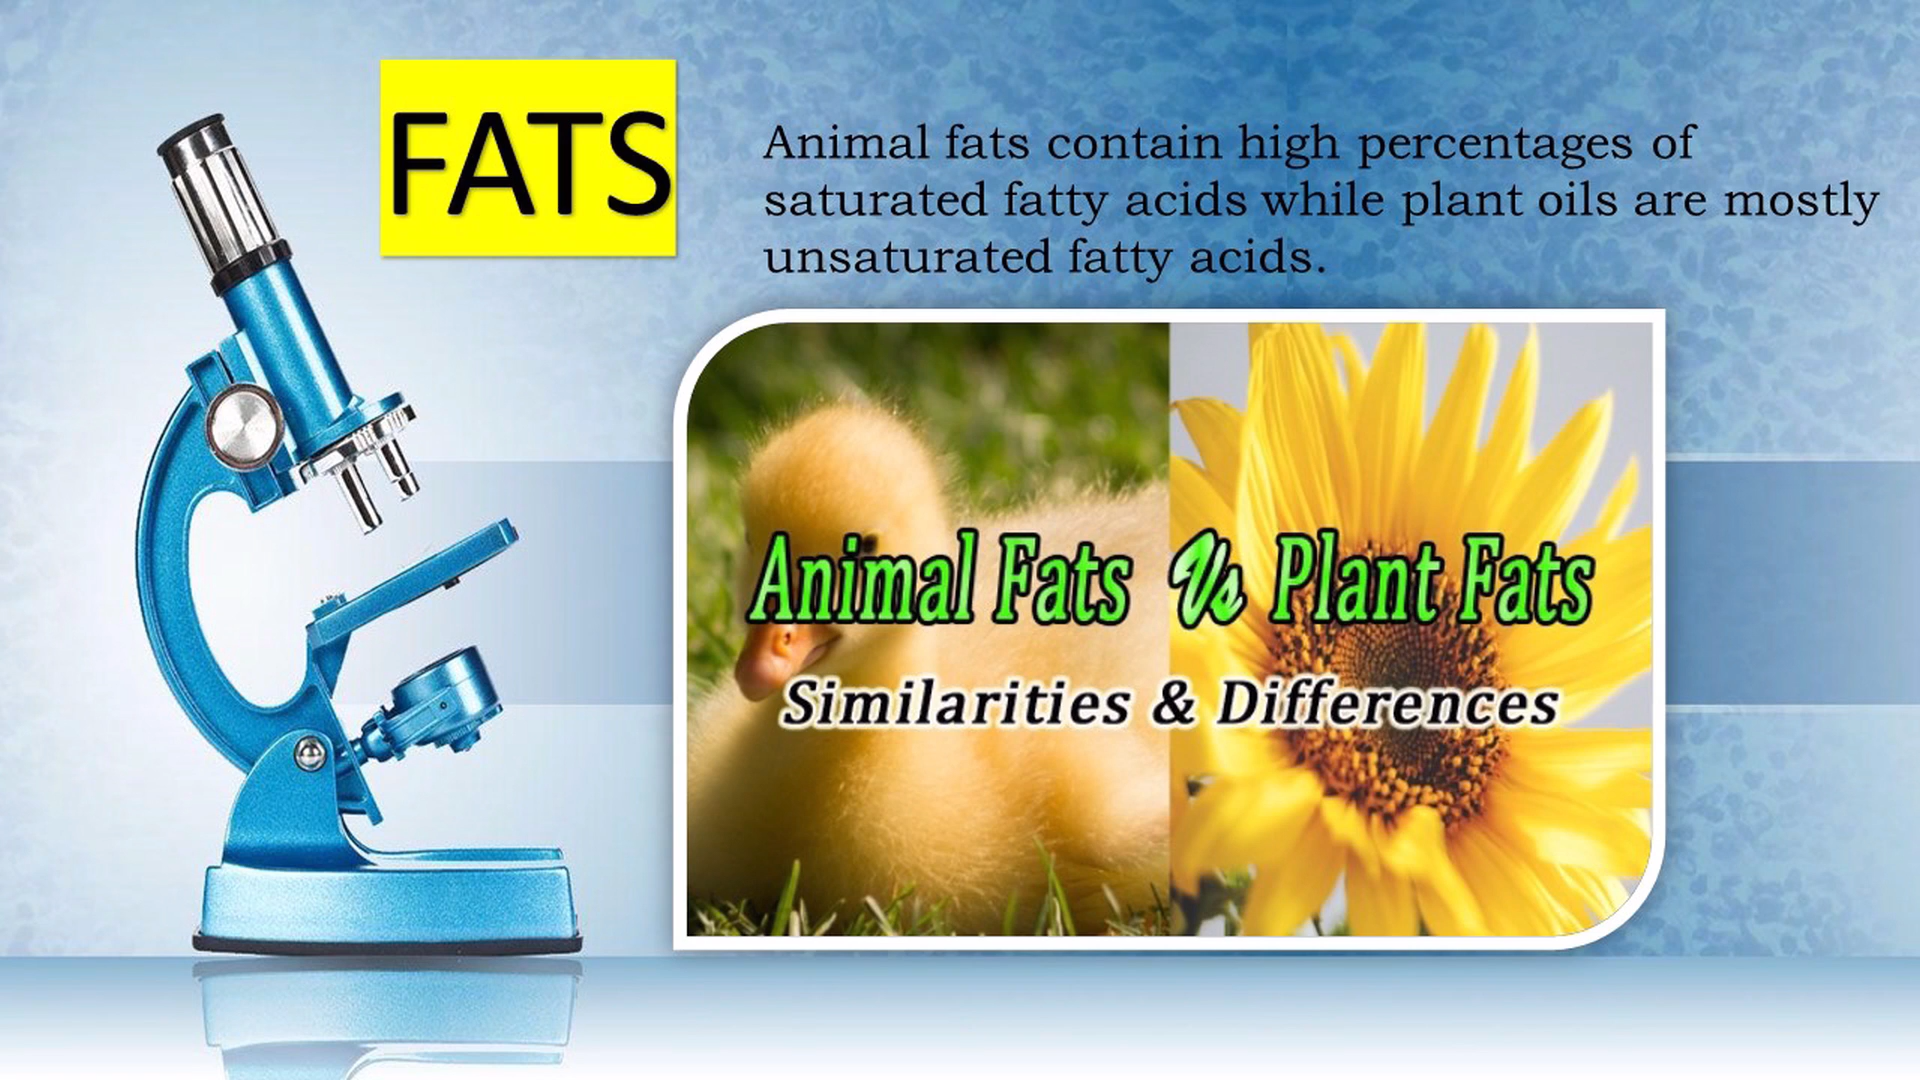 FATS
Animal fats contain high percentages of
saturated fatty acids while plant oils are mostly
unsaturated fatty acids.
Animal Fats Vs Plant Fats
Similarities & Differences